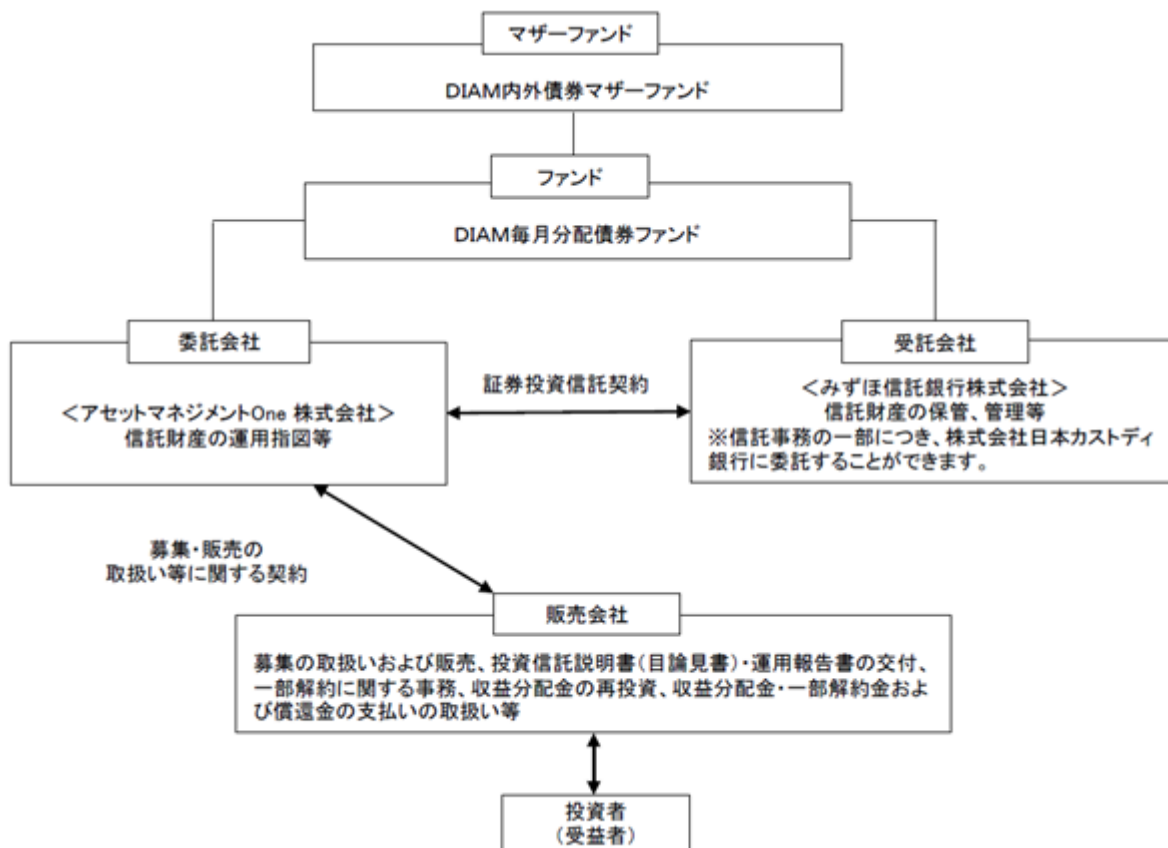 マザーファンド
DIAM内外債券マザーファンド
ファンド
DIAM毎月分配債券ファンド
委託会社
<アセットマネジメントOne 株式会社>
信託財産の運用指図等
証券投資信託契約
受託会社
<みずほ信託銀行株式会社>
信託財産の保管、管理等
※信託事務の一部につき、株式会社日本カストディ
銀行に委託することができます。
募集・販売の
取扱い等に関する契約
販売会社
募集の取扱いおよび販売、投資信託説明書(目論見書)・運用報告書の交付、
一部解約に関する事務、収益分配金の再投資、収益分配金・一部解約金およ
び償還金の支払いの取扱い等
投資者
(受益者)